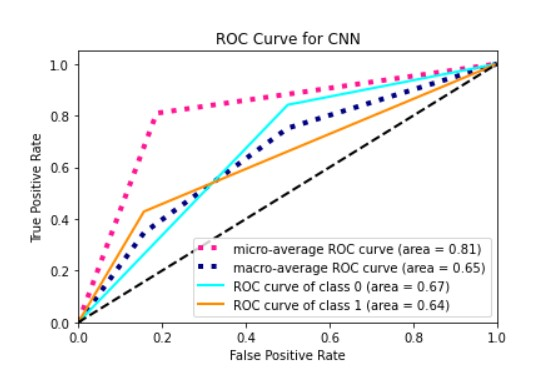 ROC Curve for CNN
1.0
0.8
0.6
0.4
0.2
0.0
True Positive Rate
micro-average ROC curve (area = 0.81)
macro-average ROC curve (area = 0.65)
ROC curve of class 0 (area = 0.67)
ROC curve of class 1 (area = 0.64)
0.0 0.2 0.4 0.6 0.8 1.0
False Positive Rate